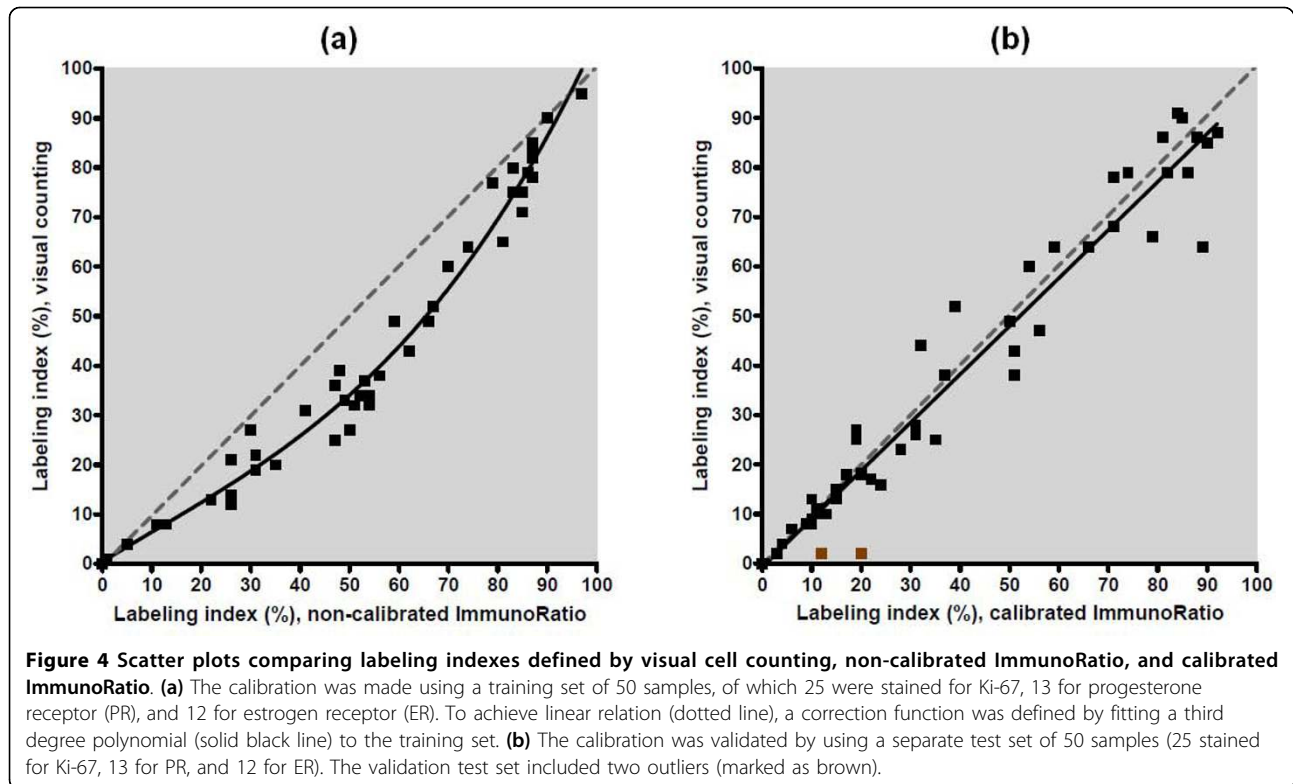 (a)
100
90
80
70
60
50
40
30
20
10
0
Labeling index (%), visual counting
0 10 20 30 40 50 60 70 80 90 100
Labeling index (%), non-calibrated ImmunoRatio
(b)
100
90
80
70
60
50
40
30
20
10
0
Labeling index (%), visual counting
0 10 20 30 40 50 60 70 80 90 100
Labeling index (%), calibrated ImmunoRatio
Figure 4 Scatter plots comparing labeling indexes defined by visual cell counting, non-calibrated ImmunoRatio, and calibrated
ImmunoRatio. (a) The calibration was made using a training set of 50 samples, of which 25 were stained for Ki-67, 13 for progesterone
receptor (PR), and 12 for estrogen receptor (ER). To achieve linear relation (dotted line), a correction function was defined by fitting a third
degree polynomial (solid black line) to the training set. (b) The calibration was validated by using a separate test set of 50 samples (25 stained
for Ki-67, 13 for PR, and 12 for ER). The validation test set included two outliers (marked as brown).